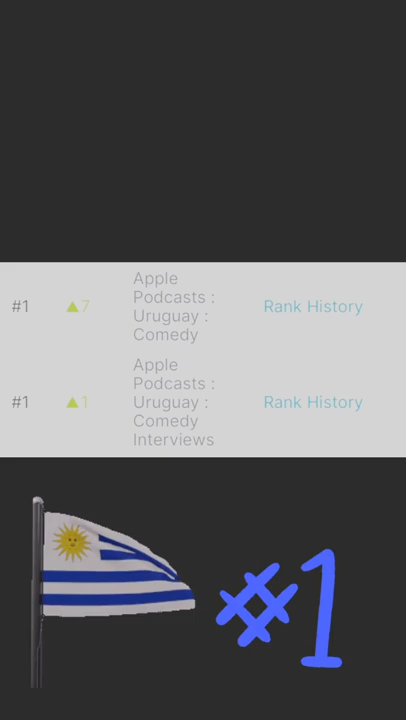 #1 ▲7 Apple
Podcasts :
Uruguay :
Comedy
Rank History
#1 ▲1 Apple
Podcasts :
Uruguay :
Comedy
Interviews
Rank History
#1